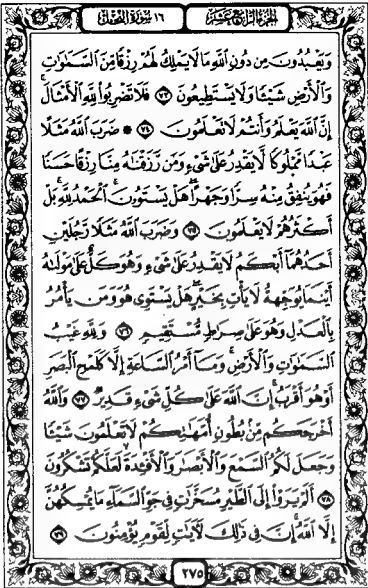 الجزء الرابع عشر
١٦ سورة النحل
وَيَعْبُدُونَ مِن دُونِ ٱللَّهِ مَا لَا يَمْلِكُ لَهُمْ رِزْقًا مِّنَ ٱلسَّمَٰوَٰتِ
وَٱلْأَرْضِ شَيْـًٔا وَلَا يَسْتَطِيعُونَ ٧٣ فَلَا تَضْرِبُوا۟ لِلَّهِ ٱلْأَمْثَالَ
إِنَّ ٱللَّهَ يَعْلَمُ وَأَنتُمْ لَا تَعْلَمُونَ ٧٤ * ضَرَبَ ٱللَّهُ مَثَلًا
عَبْدًا مَّمْلُوكًا لَّا يَقْدِرُ عَلَىٰ شَىْءٍ وَمَن رَّزَقْنَٰهُ مِنَّا رِزْقًا حَسَنًا
فَهُوَ يُنفِقُ مِنْهُ سِرًّا وَجَهْرًا هَلْ يَسْتَوُۥنَ ٱلْحَمْدُ لِلَّهِ بَلْ
أَكْثَرُهُمْ لَا يَعْلَمُونَ ٧٥ وَضَرَبَ ٱللَّهُ مَثَلًا رَّجُلَيْنِ
أَحَدُهُمَآ أَبْكَمُ لَا يَقْدِرُ عَلَىٰ شَىْءٍ وَهُوَ كَلٌّ عَلَىٰ مَوْلَىٰهُ
أَيْنَمَا يُوَجِّههُّ لَا يَأْتِ بِخَيْرٍ هَلْ يَسْتَوِى هُوَ وَمَن يَأْمُرُ
بِٱلْعَدْلِ وَهُوَ عَلَىٰ صِرَٰطٍ مُّسْتَقِيمٍ ٧٦ وَلِلَّهِ غَيْبُ
ٱلسَّمَٰوَٰتِ وَٱلْأَرْضِ وَمَآ أَمْرُ ٱلسَّاعَةِ إِلَّا كَلَمْحِ ٱلْبَصَرِ
أَوْ هُوَ أَقْرَبُ إِنَّ ٱللَّهَ عَلَىٰ كُلِّ شَىْءٍ قَدِيرٌ ٧٧ وَٱللَّهُ
أَخْرَجَكُم مِّنۢ بُطُونِ أُمَّهَٰتِكُمْ لَا تَعْلَمُونَ شَيْـًٔا
وَجَعَلَ لَكُمُ ٱلسَّمْعَ وَٱلْأَبْصَٰرَ وَٱلْأَفْـِٔدَةَ لَعَلَّكُمْ تَشْكُرُونَ
٧٨ أَلَمْ يَرَوْا۟ إِلَى ٱلطَّيْرِ مُسَخَّرَٰتٍ فِى جَوِّ ٱلسَّمَآءِ مَا يُمْسِكُهُنَّ
إِلَّا ٱللَّهُ إِنَّ فِى ذَٰلِكَ لَءَايَٰتٍ لِّقَوْمٍ يُؤْمِنُونَ ٧٩
٢٧٥